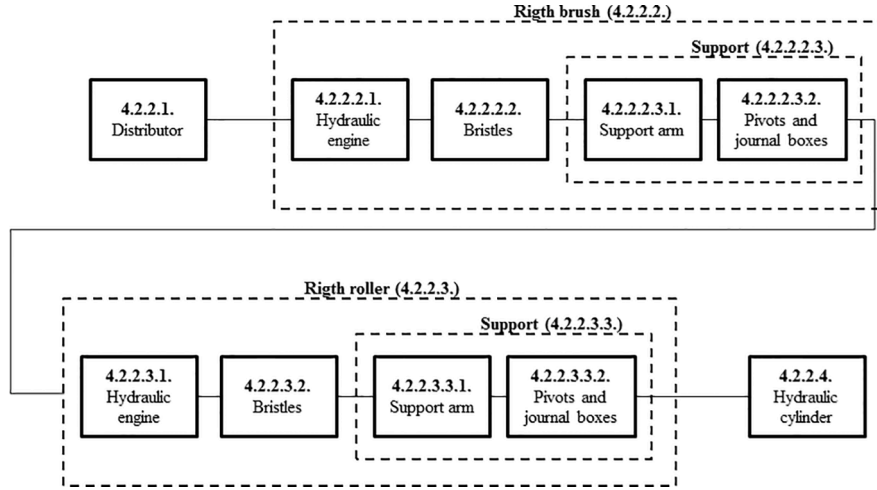 Rigth brush (4.2.2.2.)
Support (4.2.2.2.3.)
4.2.2.1.
Distributor
4.2.2.2.1.
Hydraulic
engine
4.2.2.2.2.
Bristles
4.2.2.2.3.1.
Support arm
4.2.2.2.3.2.
Pivots and
journal boxes
Rigth roller (4.2.2.3.)
Support (4.2.2.3.3.)
4.2.2.3.1.
Hydraulic
engine
4.2.2.3.2.
Bristles
4.2.2.3.3.1.
Support arm
4.2.2.3.3.2.
Pivots and
journal boxes
4.2.2.4.
Hydraulic
cylinder